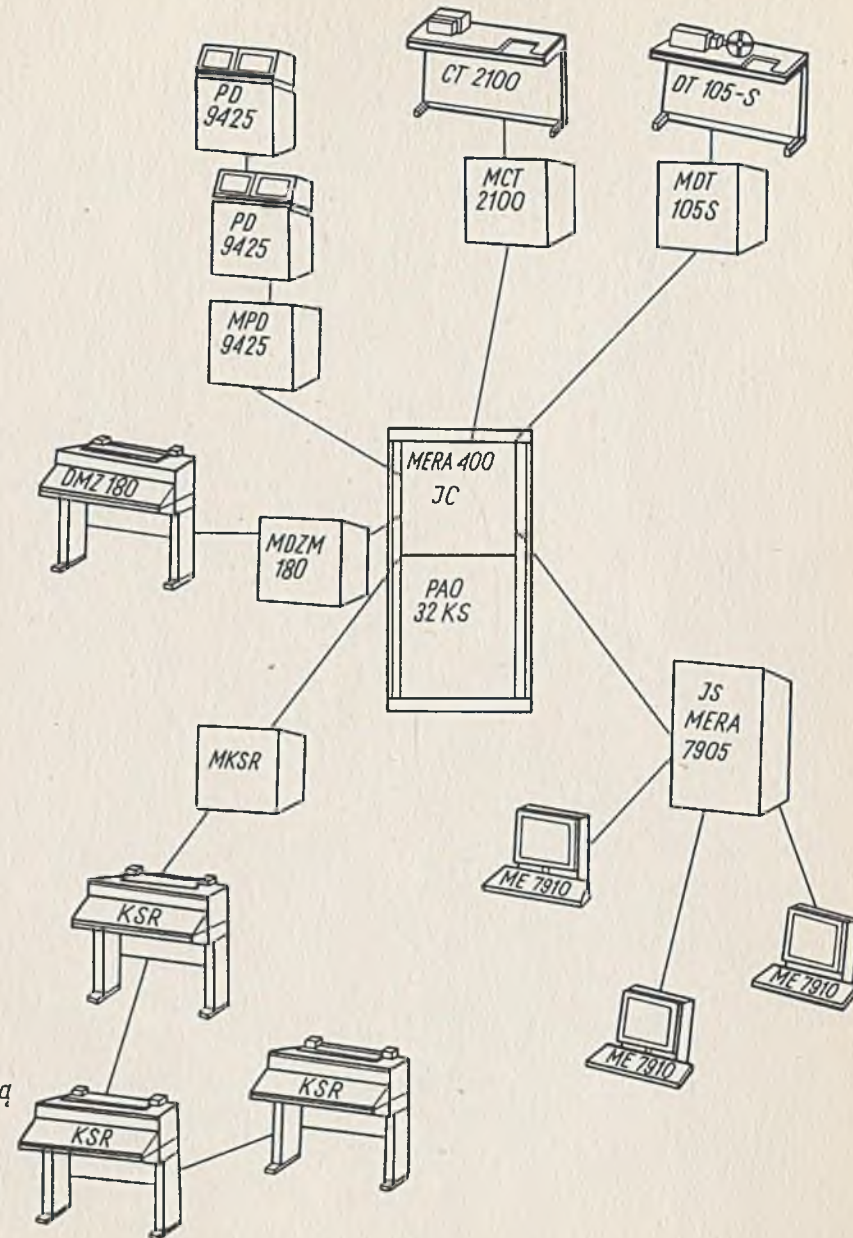 PD
9425
PD
9425
MPD
9425
CT 2100
MCT
2100
DT 105-S
MDT
105S
MERA 400
JC
PAO
32 KS
DMZ 180
MDZM
180
MKSR
KSR
KSR
KSR
JS
MERA
7905
ME 7910
ME 7910
ME 7910